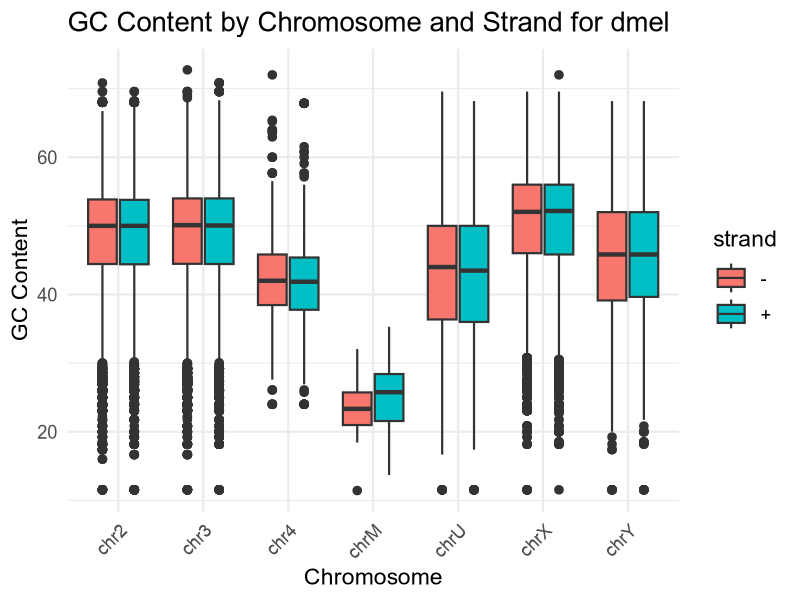 GC Content by Chromosome and Strand for dmel
GC Content
60
40
20
chr2
chr3
chr4
chrM
chrU
chrX
chrY
Chromosome
strand
-
+